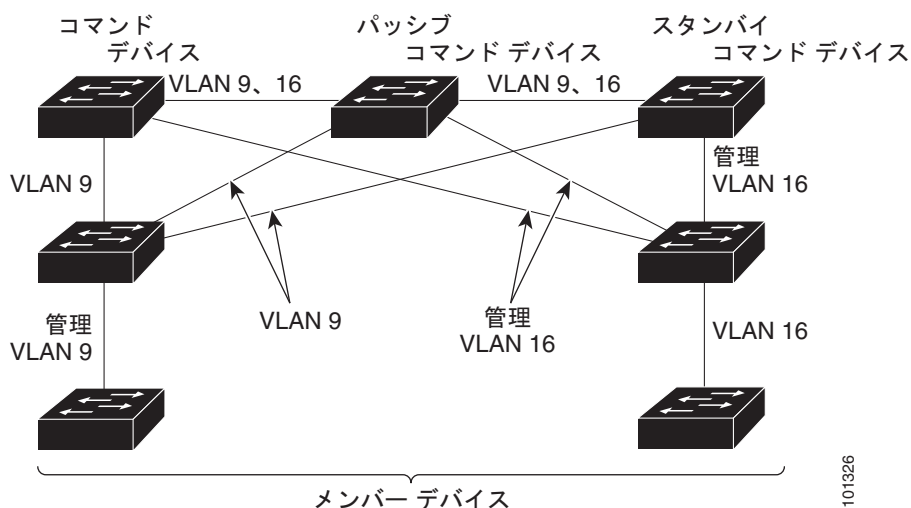 コマンド
デバイス
パッシブ
コマンド デバイス
スタンバイ
コマンド デバイス
VLAN 9、16
VLAN 9、16
VLAN 9
管理
VLAN 16
VLAN 9
管理
VLAN 16
管理
VLAN 9
VLAN 16
メンバー デバイス
101326